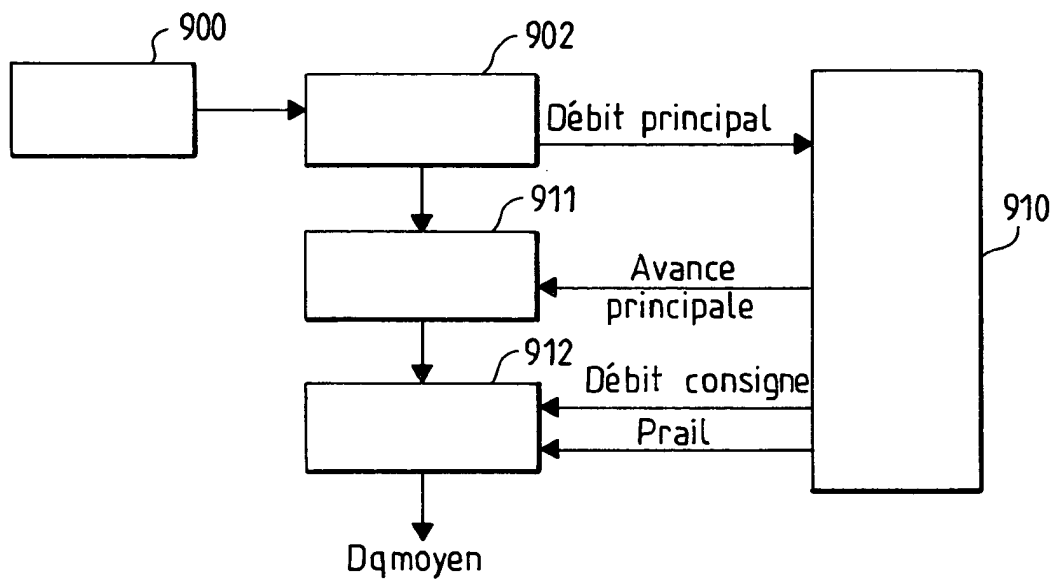 900
902
Débit principal
911
910
Avance
principale
912
Débit consigne
Prail
Dqmoyen